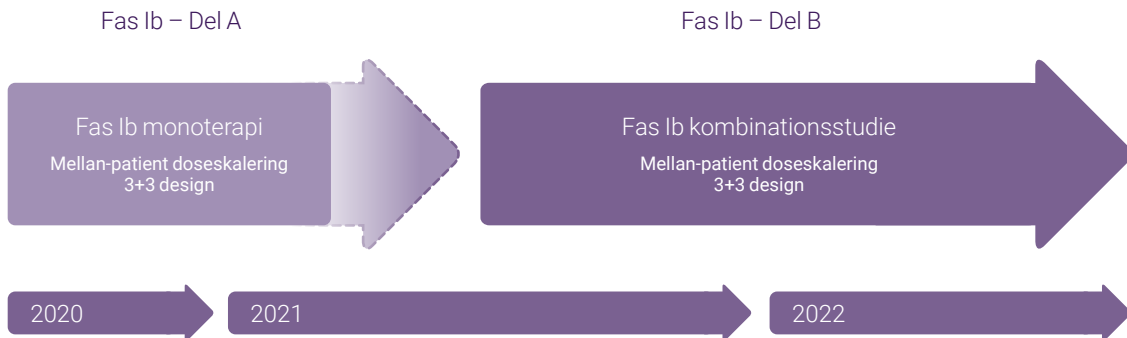 Fas Ib – Del A
Fas Ib – Del B
Fas Ib monoterapi
Mellan-patient doseskalering
3+3 design
Fas Ib kombinationsstudie
Mellan-patient doseskalering
3+3 design
2020
2021
2022